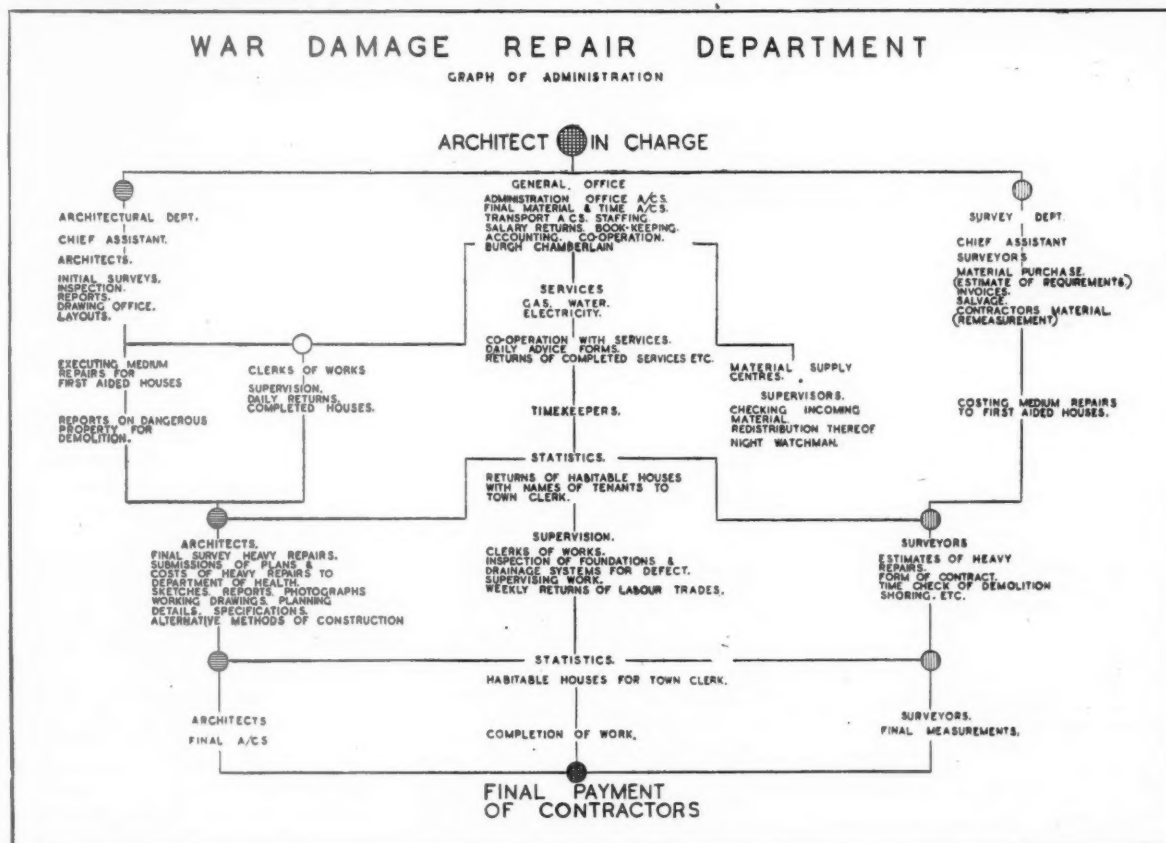 WAR DAMAGE REPAIR DEPARTMENT
GRAPH OF ADMINISTRATION
ARCHITECT IN CHARGE
ARCHITECTURAL DEPT.
CHIEF ASSISTANT.
ARCHITECTS.
INITIAL SURVEYS.
INSPECTION.
REPORTS.
DRAWING OFFICE.
LAYOUTS.
EXECUTING MEDIUM
REPAIRS FOR
FIRST AIDED HOUSES
REPORTS ON DANGEROUS
PROPERTY FOR
DEMOLITION.
CLERKS OF WORKS
SUPERVISION.
DAILY RETURNS.
COMPLETED HOUSES.
GENERAL OFFICE
ADMINISTRATION OFFICE A/CS.
FINAL MATERIAL & TIME A/CS.
TRANSPORT A CS. STAFFING.
SALARY RETURNS. BOOK-KEEPING.
ACCOUNTING. CO-OPERATION.
BURGH CHAMBERLAIN
SERVICES
GAS, WATER.
ELECTRICITY.
CO-OPERATION WITH SERVICES.
DAILY ADVICE FORMS.
RETURNS OF COMPLETED SERVICES ETC.
TIMEKEEPERS.
MATERIAL SUPPLY
CENTRES.
SUPERVISORS.
CHECKING INCOMING
MATERIAL.
REDISTRIBUTION THEREOF
NIGHT WATCHMAN.
SURVEY DEPT.
CHIEF ASSISTANT
SURVEYORS
MATERIAL PURCHASE.
(ESTIMATE OF REQUIREMENTS.)
INVOICES.
SALVAGE.
CONTRACTORS MATERIAL.
(REMEASUREMENT)
COSTING MEDIUM REPAIRS
TO FIRST AIDED HOUSES.
STATISTICS.
RETURNS OF HABITABLE HOUSES
WITH NAMES OF TENANTS TO
TOWN CLERK.
ARCHITECTS.
FINAL SURVEY HEAVY REPAIRS.
SUBMISSIONS OF PLANS &
COSTS OF HEAVY REPAIRS TO
DEPARTMENT OF HEALTH.
SKETCHES. REPORTS. PHOTOGRAPHS
WORKING DRAWINGS. PLANNING
DETAILS. SPECIFICATIONS.
ALTERNATIVE METHODS OF CONSTRUCTION
SUPERVISION.
CLERKS OF WORKS.
INSPECTION OF FOUNDATIONS &
DRAINAGE SYSTEMS FOR DEFECT.
SUPERVISING WORK.
WEEKLY RETURNS OF LABOUR TRADES.
SURVEYORS
ESTIMATES OF HEAVY
REPAIRS.
FORM OF CONTRACT.
TIME CHECK OF DEMOLITION
SHORING. ETC.
STATISTICS.
HABITABLE HOUSES FOR TOWN CLERK.
ARCHITECTS
FINAL A/CS
COMPLETION OF WORK.
SURVEYORS.
FINAL MEASUREMENTS.
FINAL PAYMENT
OF CONTRACTORS